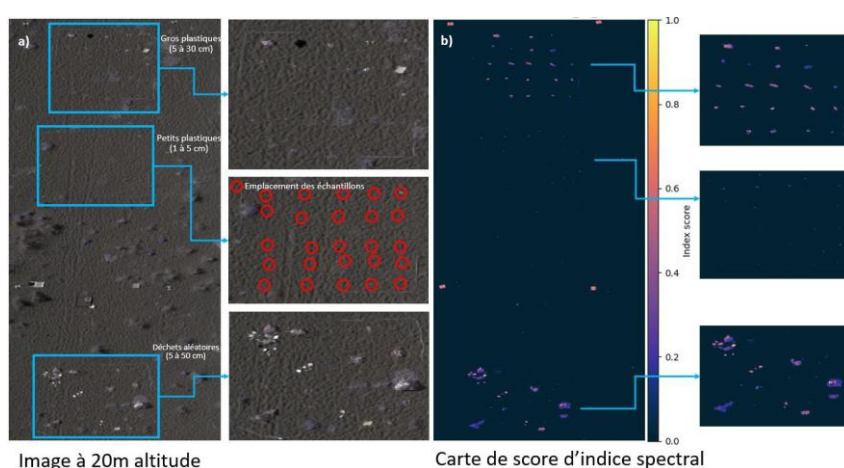 a)
Gros plastiques
(5 à 30 cm)
Petits plastiques
(1 à 5 cm)
Emplacement des échantillons
Déchets aléatoires
(5 à 50 cm)
Image à 20m altitude
b)
1.0
0.8
0.6
0.4
0.2
0.0
Index score
Carte de score d'indice spectral